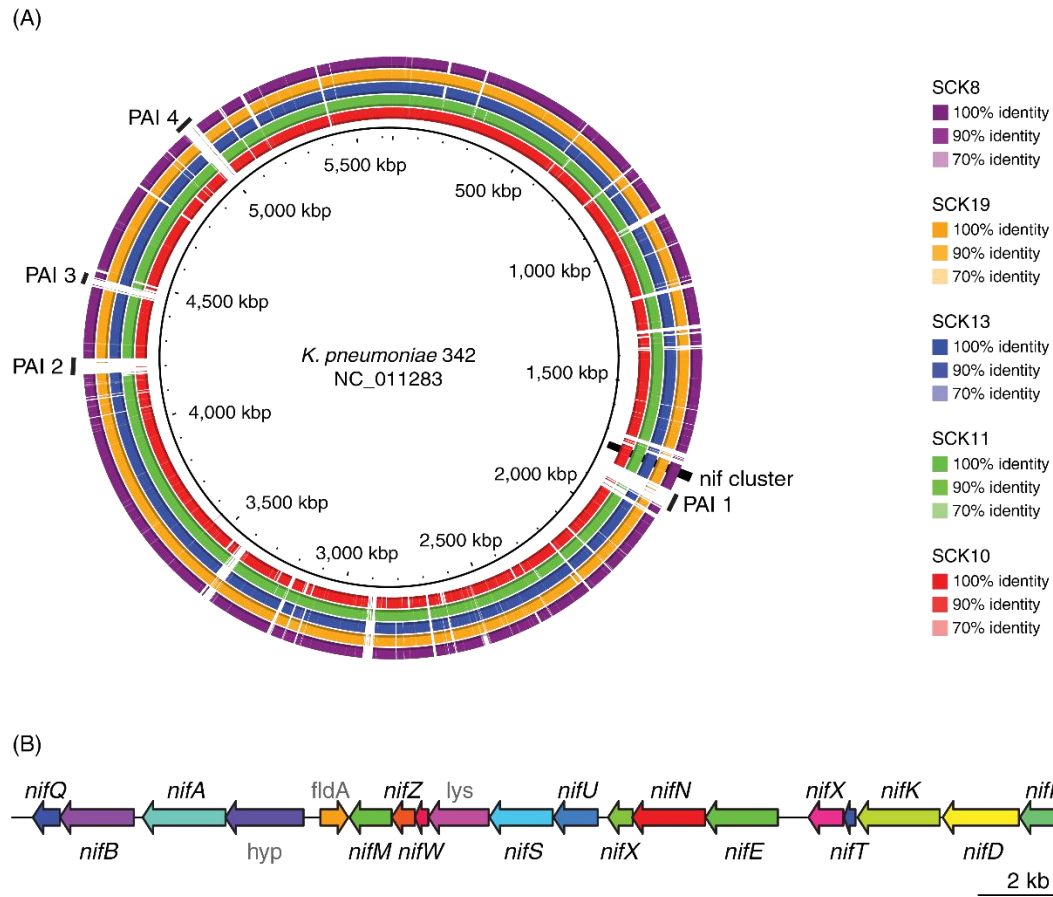 (A)
PAI 4
PAI 3
PAI 2
5,500 kbp
500 kbp
5,000 kbp
1,000 kbp
4,500 kbp
K. pneumoniae 342
NC_011283
1,500 kbp
4,000 kbp
2,000 kbp
3,500 kbp
2,500 kbp
3,000 kbp
nif cluster
PAI 1
SCK8
100% identity
90% identity
70% identity
SCK19
100% identity
90% identity
70% identity
SCK13
100% identity
90% identity
70% identity
SCK11
100% identity
90% identity
70% identity
SCK10
100% identity
90% identity
70% identity
(B)
nifQ nifA fldA nifZ lys nifU nifN nifX nifK
nifB hyp nifM nifW nifS nifX nifE nifT nifD
2 kb